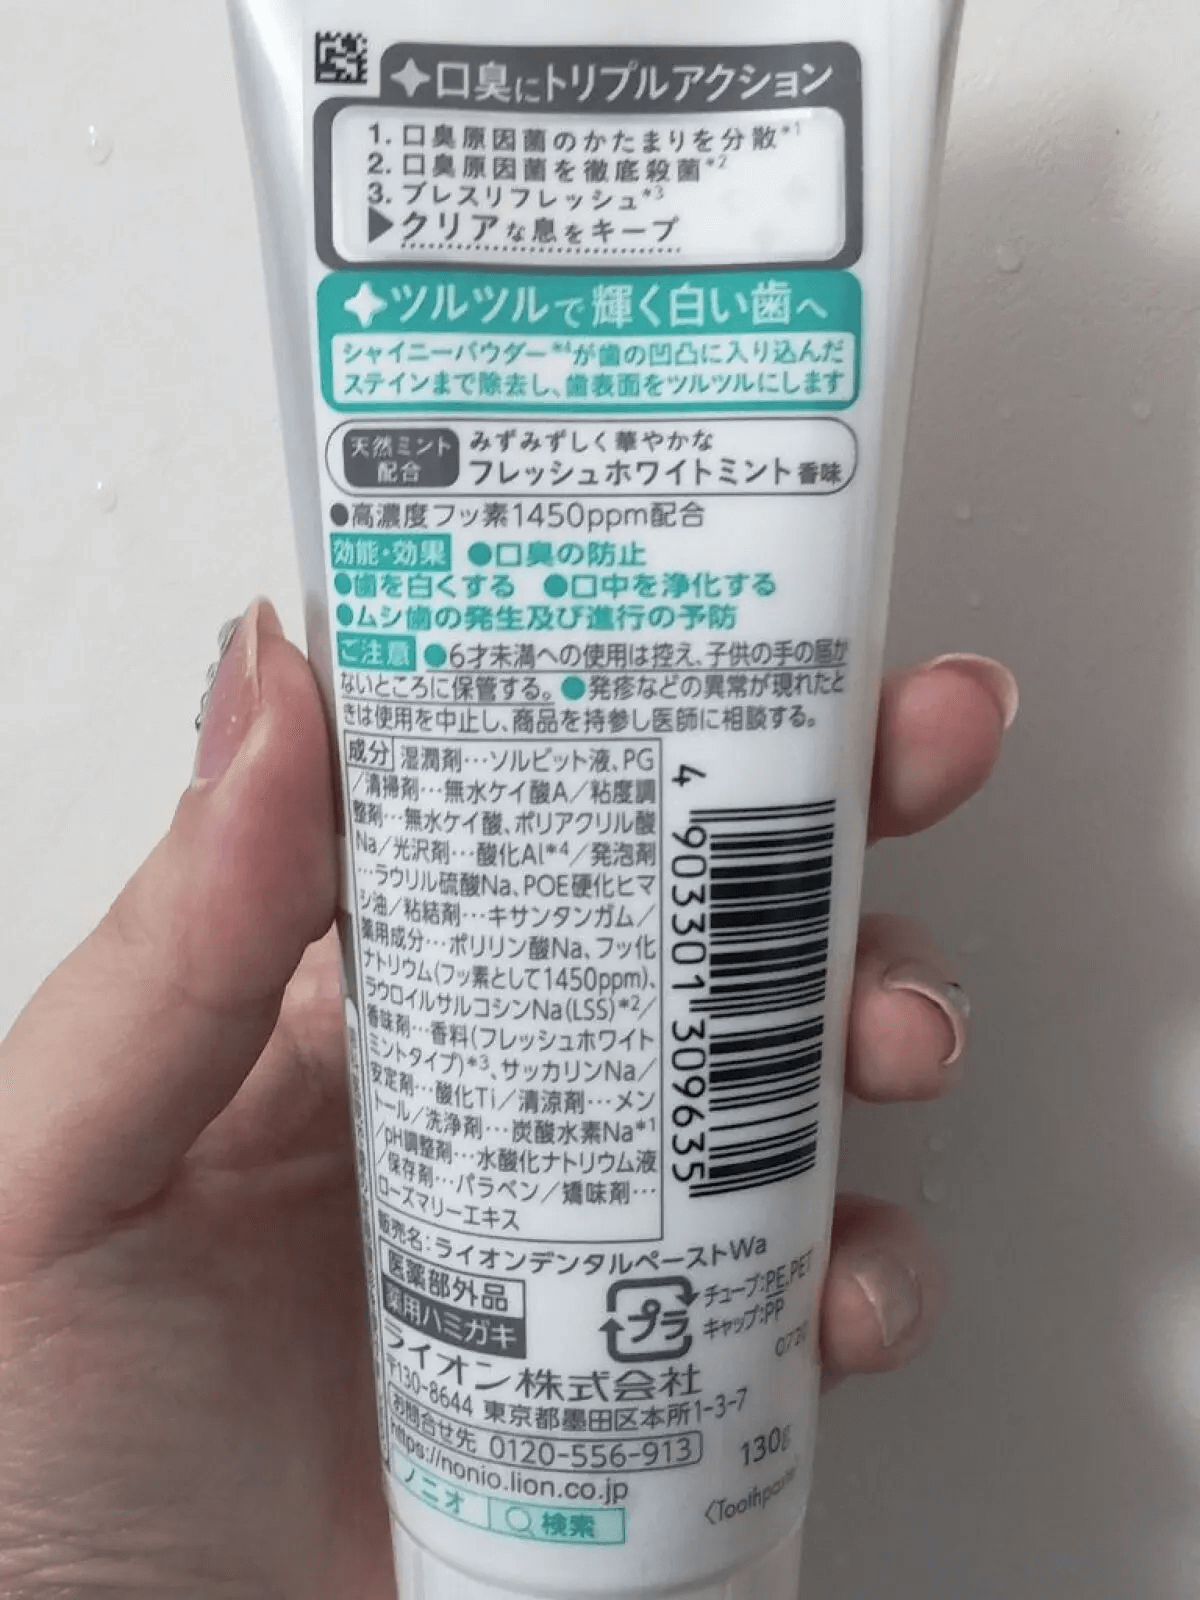 口臭にトリプルアクション
1. 口臭原因菌のかたまりを分散*1
2. 口臭原因菌を徹底殺菌*2
3. ブレスリフレッシュ*3
▶クリアな息をキープ
ツルツルで輝く白い歯へ
シャイニーパウダー*4が歯の凹凸に入り込んだ
ステインまで除去し、歯表面をツルツルにします
天然ミント
配合
みずみずしく華やかな
フレッシュホワイトミント香味
●高濃度フッ素1450ppm配合
効能・効果 ●口臭の防止
●歯を白くする ●口中を浄化する
●ムシ歯の発生及び進行の予防
ご注意 ●6才未満への使用は控え、子供の手の届か
ないところに保管する。●発疹などの異常が現れたと
きは使用を中止し、商品を持参し医師に相談する。
成分 湿潤剤…ソルビット液、PG
/清掃剤…無水ケイ酸A/粘度調
整剤…無水ケイ酸、ポリアクリル酸
Na/光沢剤…酸化Al*4/発泡剤
…ラウリル硫酸Na、POE硬化ヒマ
シ油/粘結剤…キサンタンガム/
薬用成分…ポリリン酸Na、フッ化
ナトリウム(フッ素として1450ppm)、
ラウロイルサルコシンNa(LSS)*2/
香味剤…香料(フレッシュホワイト
ミントタイプ)*3、サッカリンNa/
安定剤…酸化Ti/清涼剤…メン
トール/洗浄剤…炭酸水素Na*1
/pH調整剤…水酸化ナトリウム液
/保存剤…パラベン/矯味剤…
ローズマリーエキス
4 903301 309635
販売名:ライオンデンタルペーストWa
医薬部外品
薬用ハミガキ
プラ
チューブ:PE,PET
キャップ:PP
ライオン株式会社
〒130-8644 東京都墨田区本所1-3-7
お問合せ先 0120-556-913
130g
https://nonio.lion.co.jp
ノニオ 検索